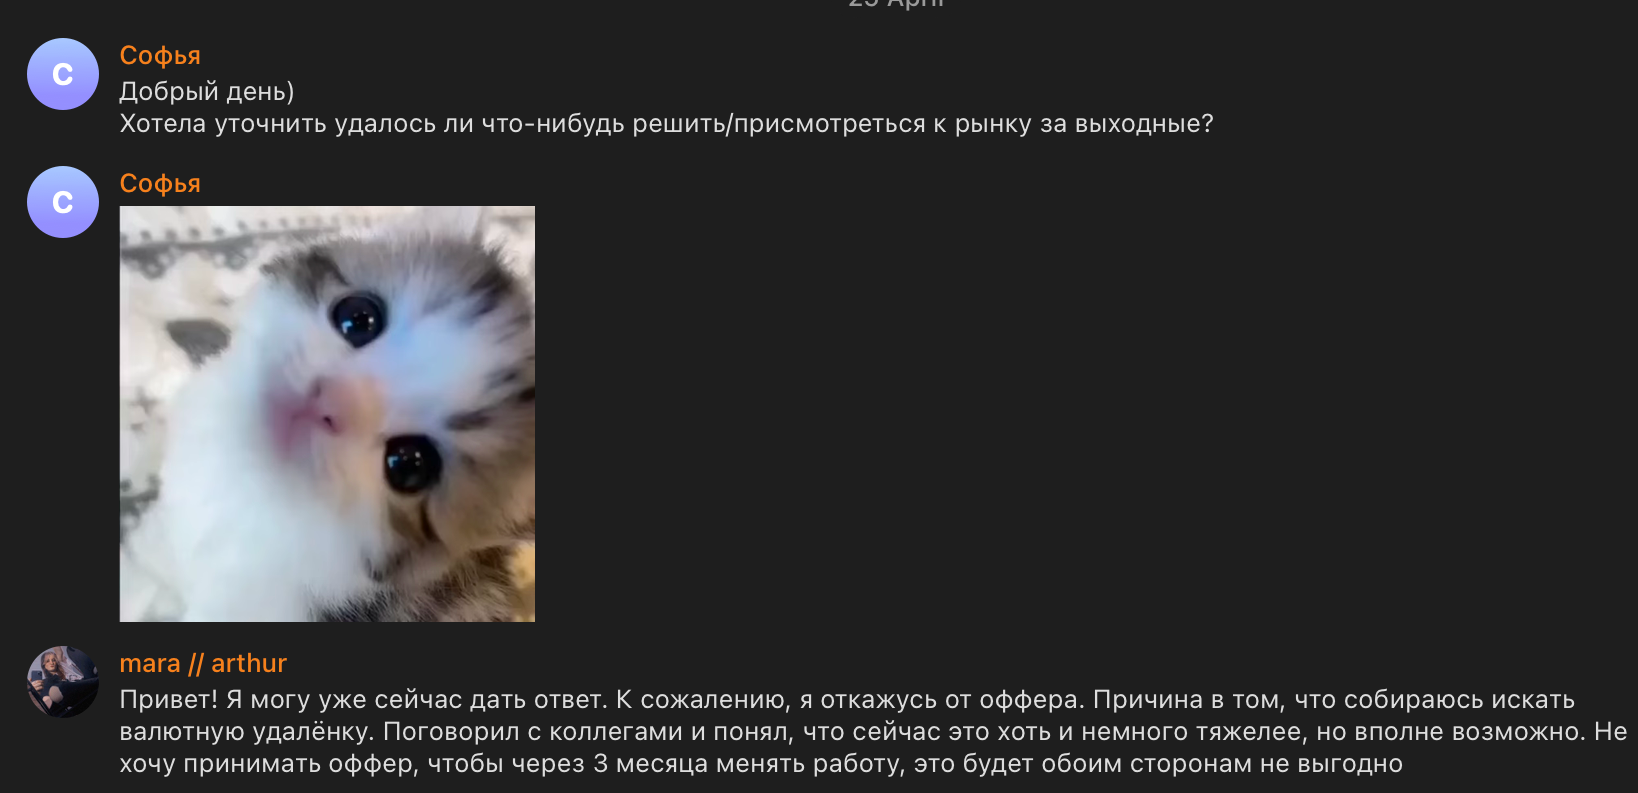 С
Софья
Добрый день)
Хотела уточнить удалось ли что-нибудь решить/присмотреться к рынку за выходные?
С
Софья
mara // arthur
Привет! Я могу уже сейчас дать ответ. К сожалению, я откажусь от оффера. Причина в том, что собираюсь искать
валютную удалёнку. Поговорил с коллегами и понял, что сейчас это хоть и немного тяжелее, но вполне возможно. Не
хочу принимать оффер, чтобы через 3 месяца менять работу, это будет обоим сторонам не выгодно